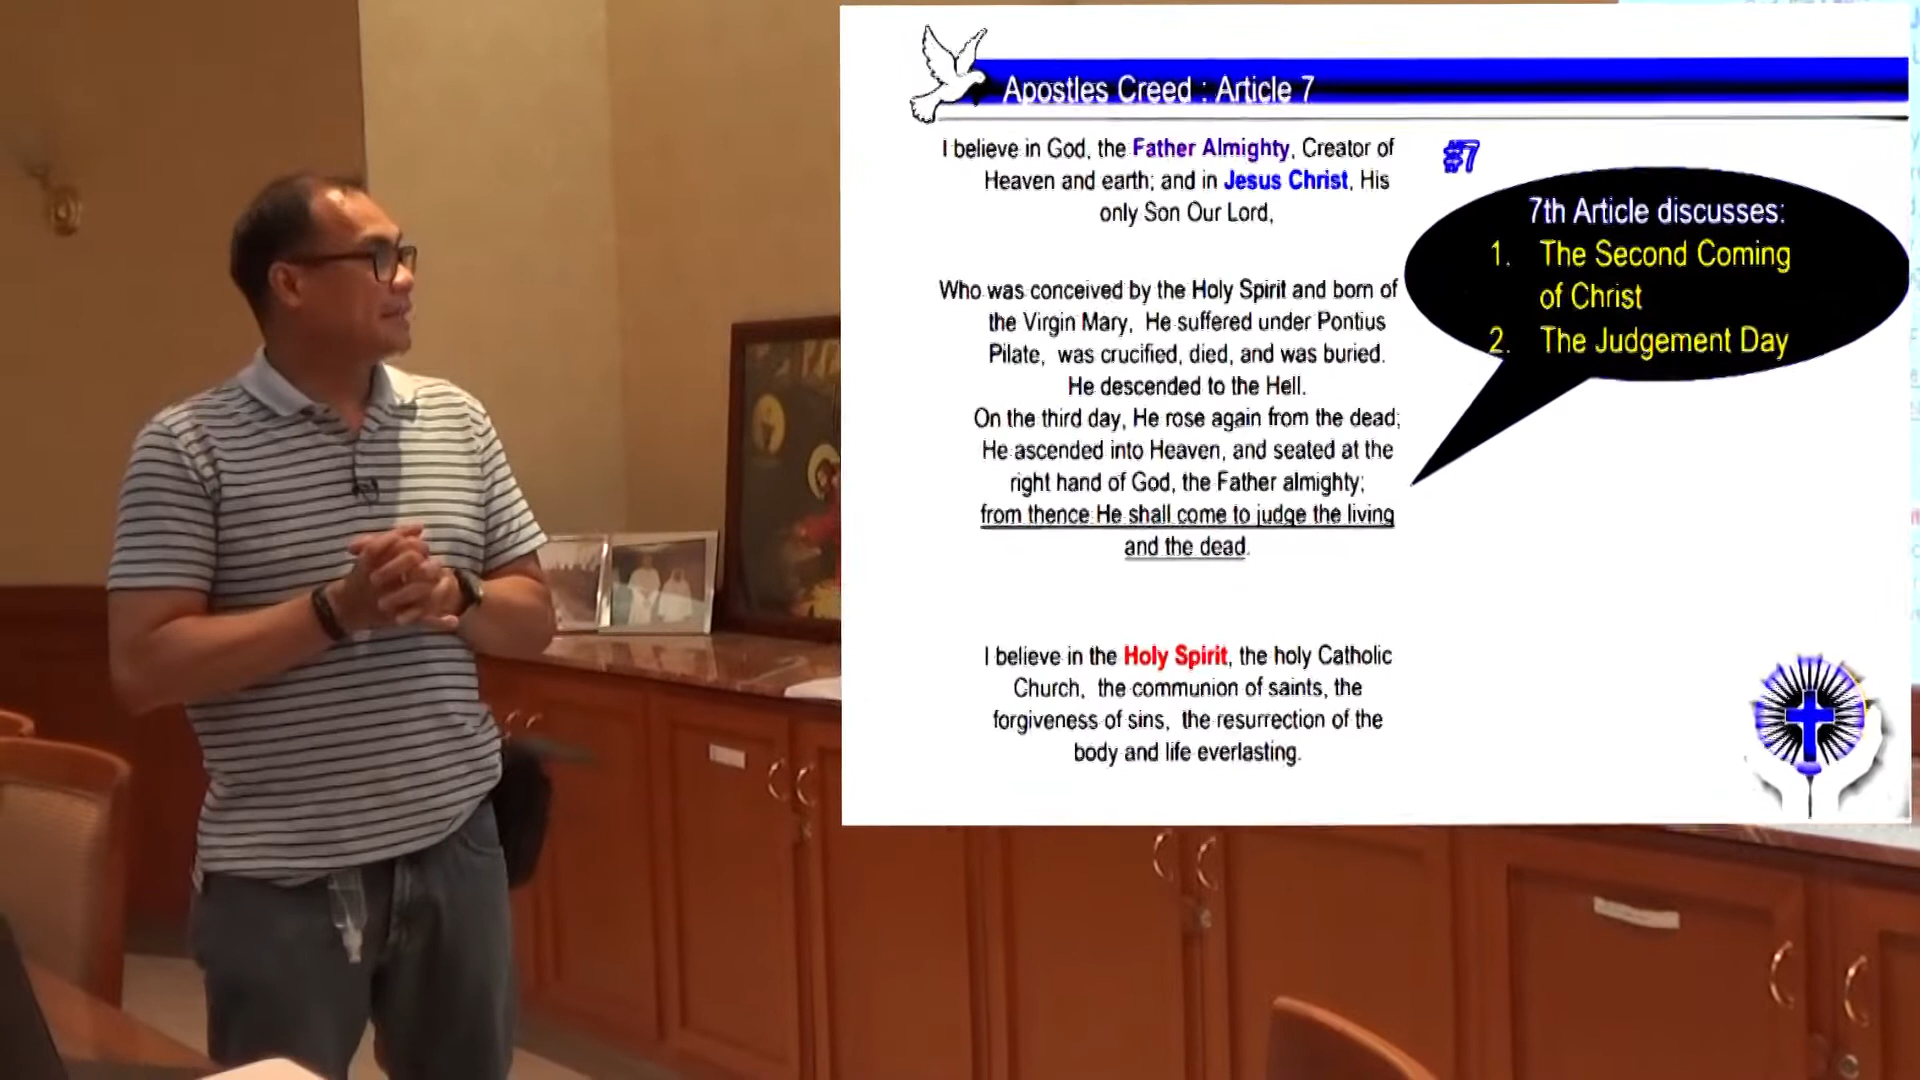 Apostles Creed : Article 7
I believe in God, the Father Almighty, Creator of
Heaven and earth; and in Jesus Christ, His
only Son Our Lord,
Who was conceived by the Holy Spirit and born of
the Virgin Mary, He suffered under Pontius
Pilate, was crucified, died, and was buried.
He descended to the Hell.
On the third day, He rose again from the dead;
He ascended into Heaven, and seated at the
right hand of God, the Father almighty;
from thence He shall come to judge the living
and the dead.
I believe in the Holy Spirit, the holy Catholic
Church, the communion of saints, the
forgiveness of sins, the resurrection of the
body and life everlasting.
#7
7th Article discusses:
1. The Second Coming
of Christ
2. The Judgement Day